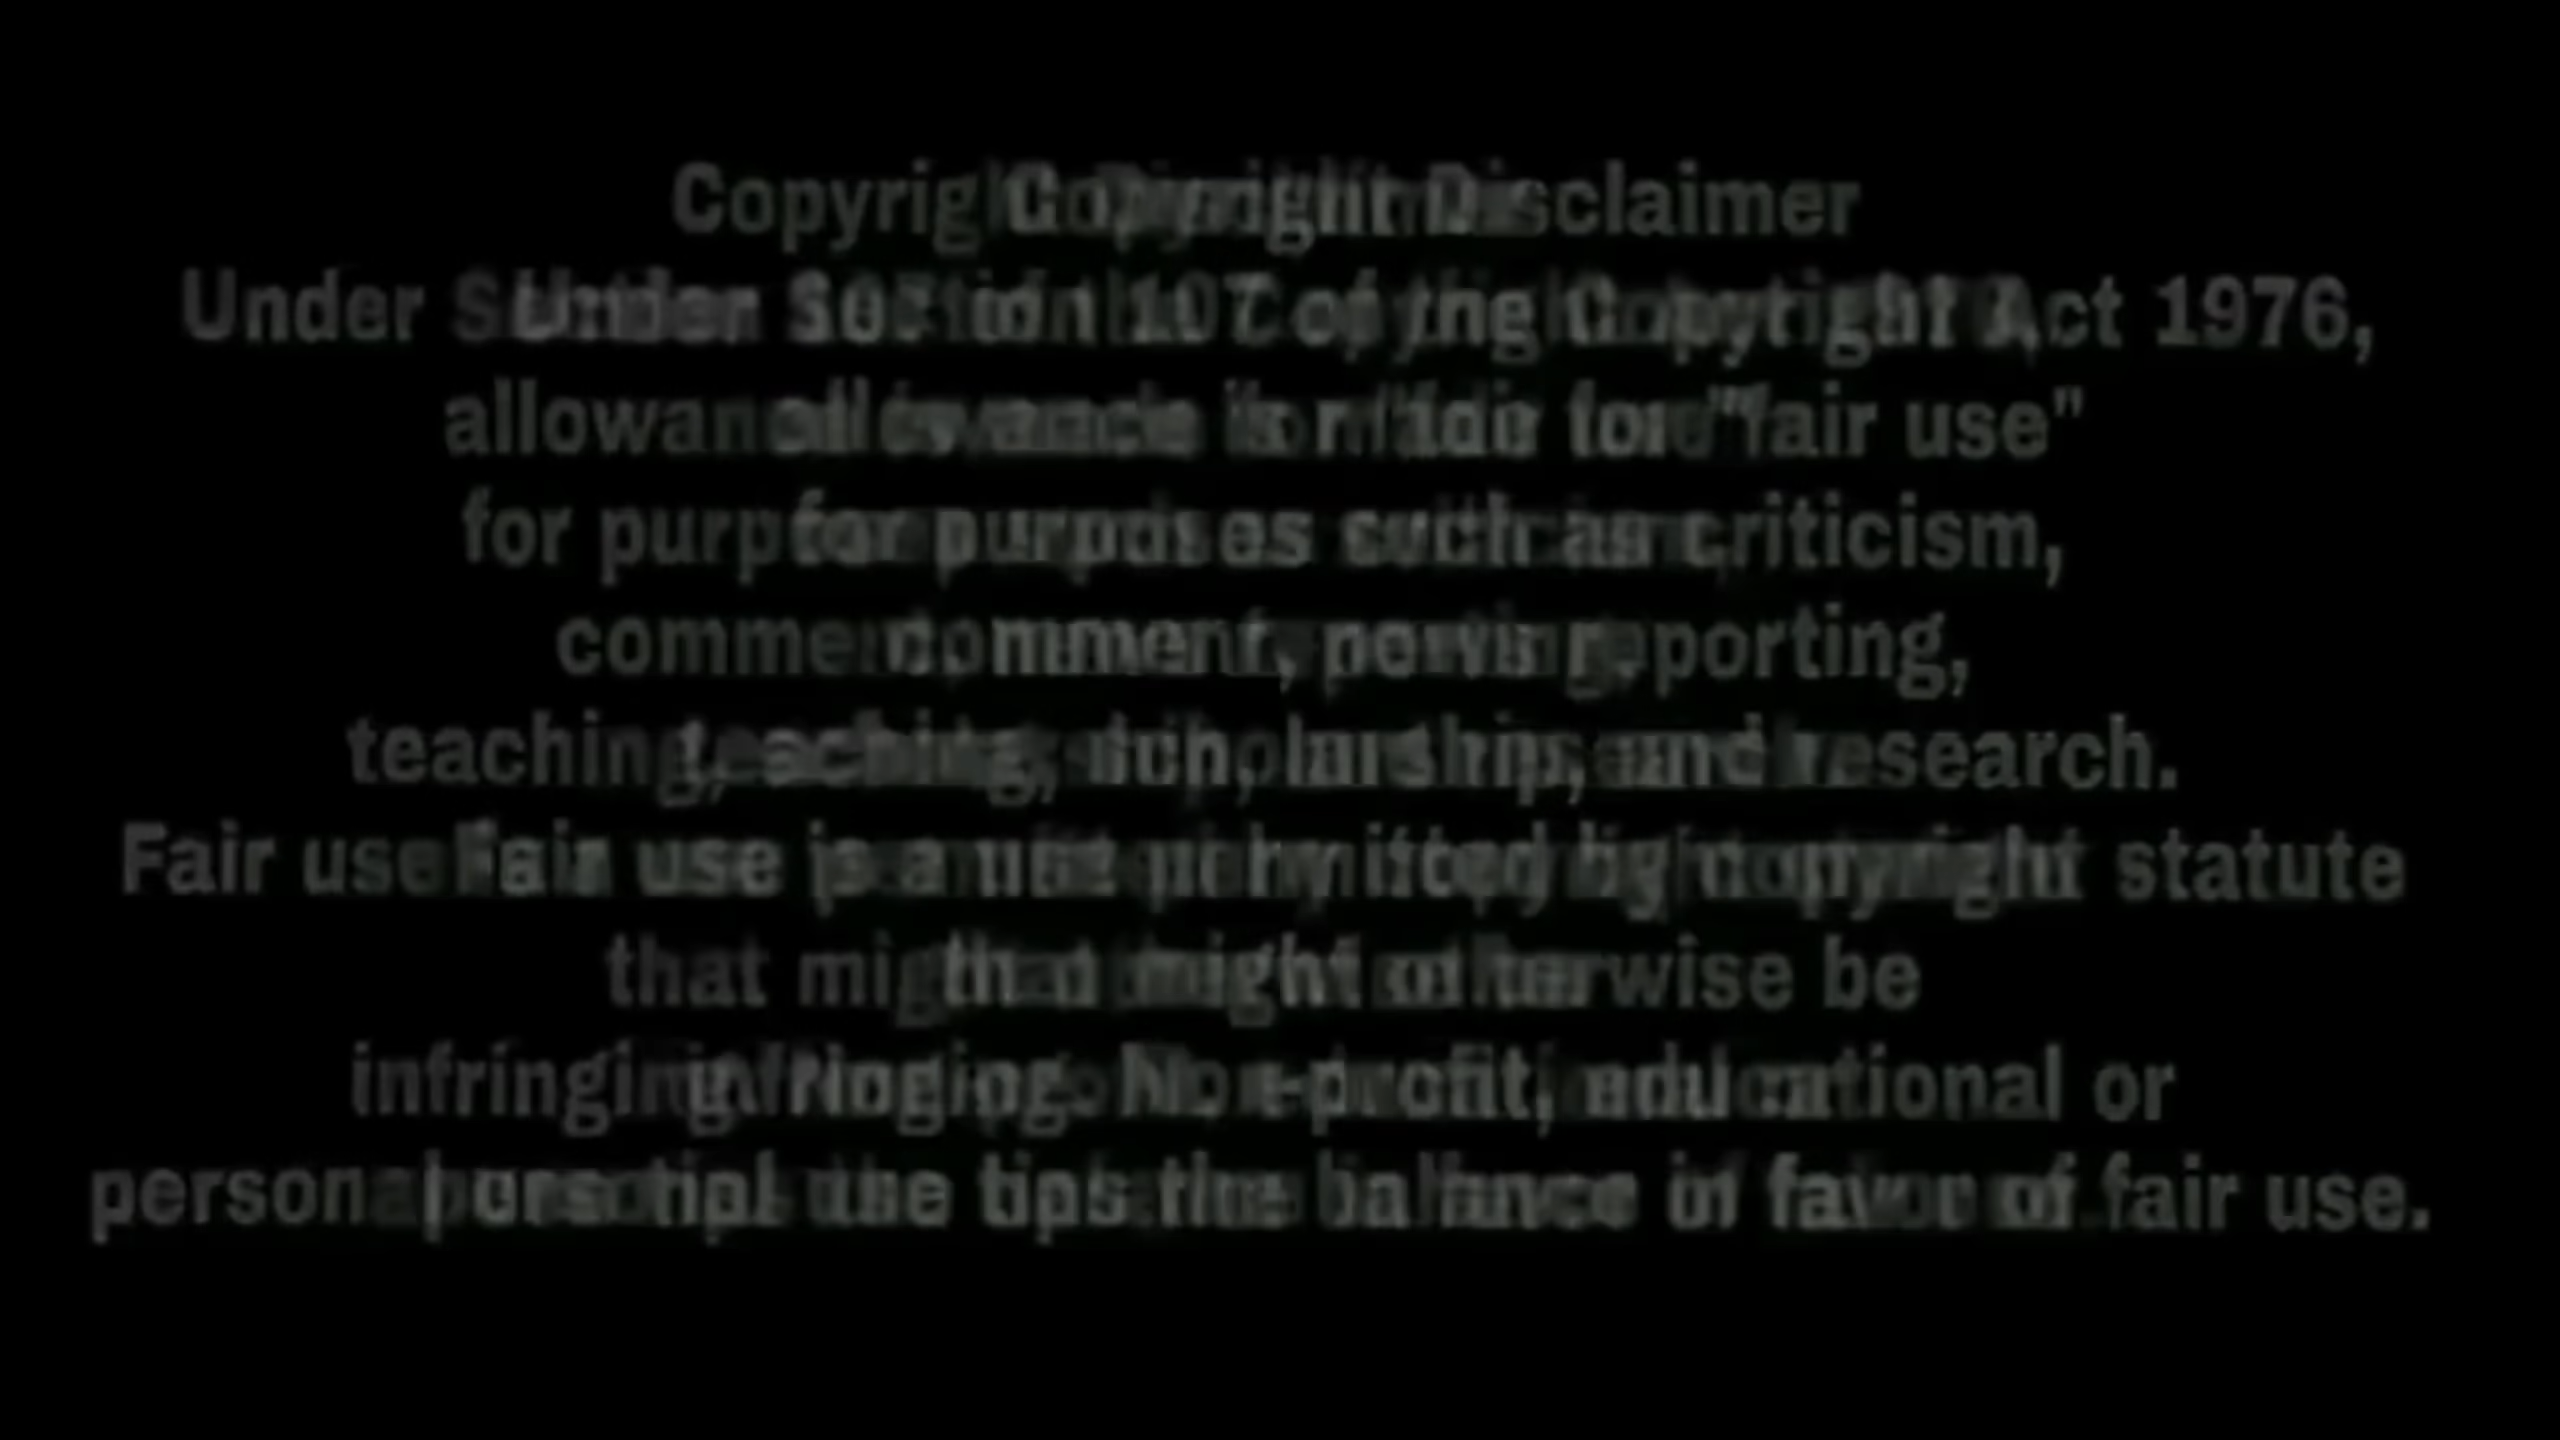 Copyright Disclaimer
Under Section 107 of the Copyright Act 1976,
allowance is made for "fair use"
for purposes such as criticism,
comment, news reporting,
teaching, scholarship, and research.
Fair use is a use permitted by copyright statute
that might otherwise be
infringing. Non-profit, educational or
personal use tips the balance in favor of fair use.